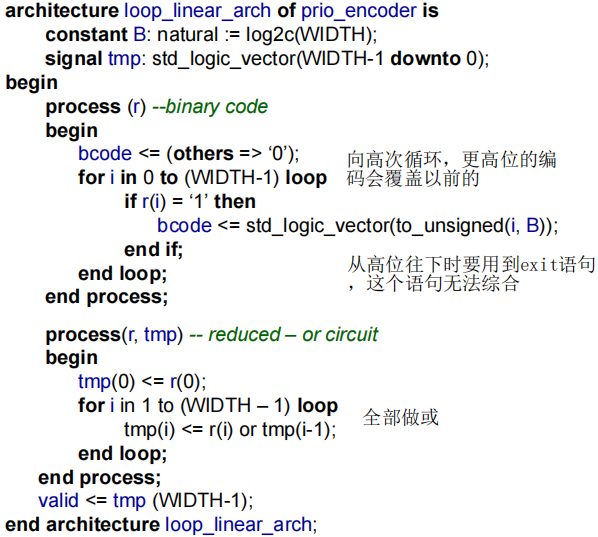 architecture loop_linear_arch of prio_encoder is
constant B: natural := log2c(WIDTH);
signal tmp: std_logic_vector(WIDTH-1 downto 0);
begin
process (r) --binary code
begin
bcode <= (others => ‘0’);
for i in 0 to (WIDTH-1) loop
向高次循环，更高位的编
码会覆盖以前的
if r(i) = ‘1’ then
bcode <= std_logic_vector(to_unsigned(i, B));
end if;
end loop;
从高位往下时要用到exit语句
，这个语句无法综合
end process;
process(r, tmp) -- reduced – or circuit
begin
tmp(0) <= r(0);
for i in 1 to (WIDTH – 1) loop
全部做或
tmp(i) <= r(i) or tmp(i-1);
end loop;
end process;
valid <= tmp (WIDTH-1);
end architecture loop_linear_arch;